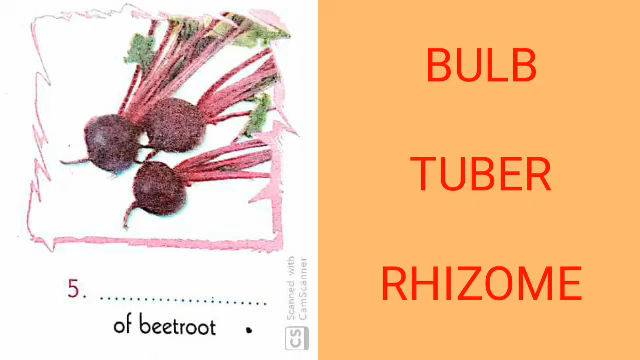 BULB
TUBER
RHIZOME
5. ..............................
of beetroot
Scanned with
CamScanner
CS